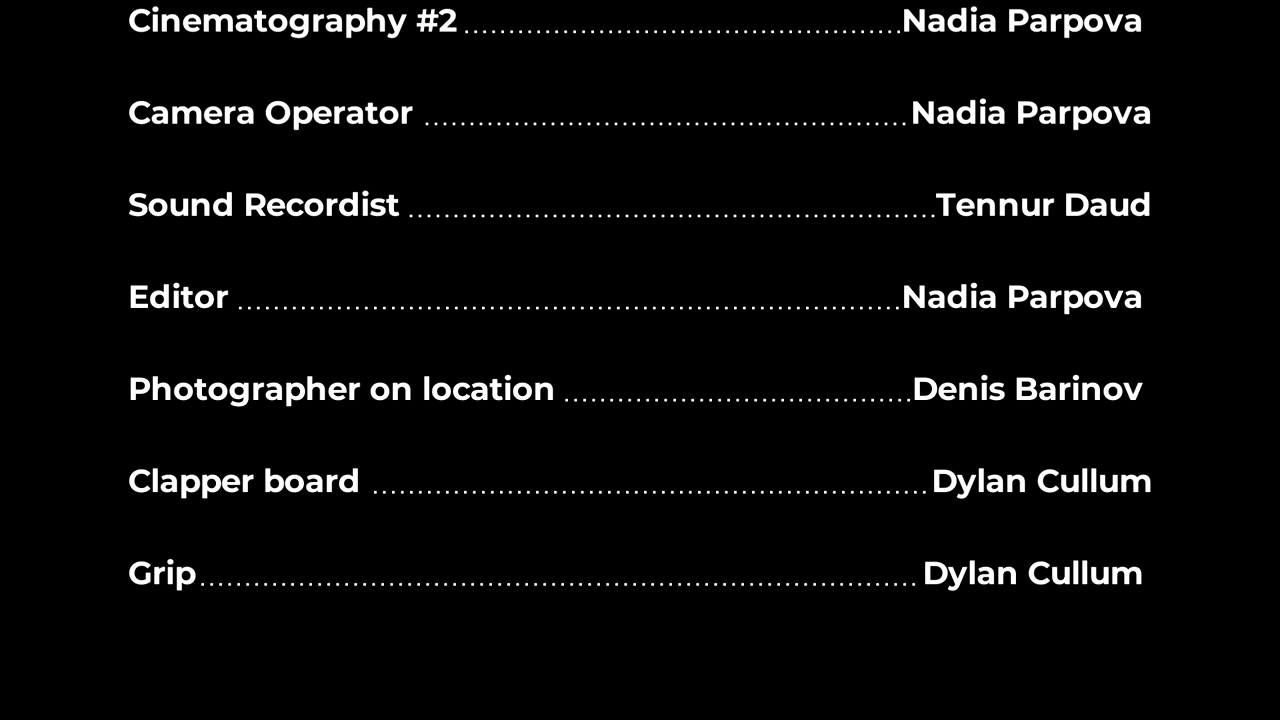 Cinematography #2 ................................................ Nadia Parpova
Camera Operator ..................................................... Nadia Parpova
Sound Recordist .......................................................... Tennur Daud
Editor ......................................................................... Nadia Parpova
Photographer on location ...................................... Denis Barinov
Clapper board ............................................................. Dylan Cullum
Grip ............................................................................... Dylan Cullum